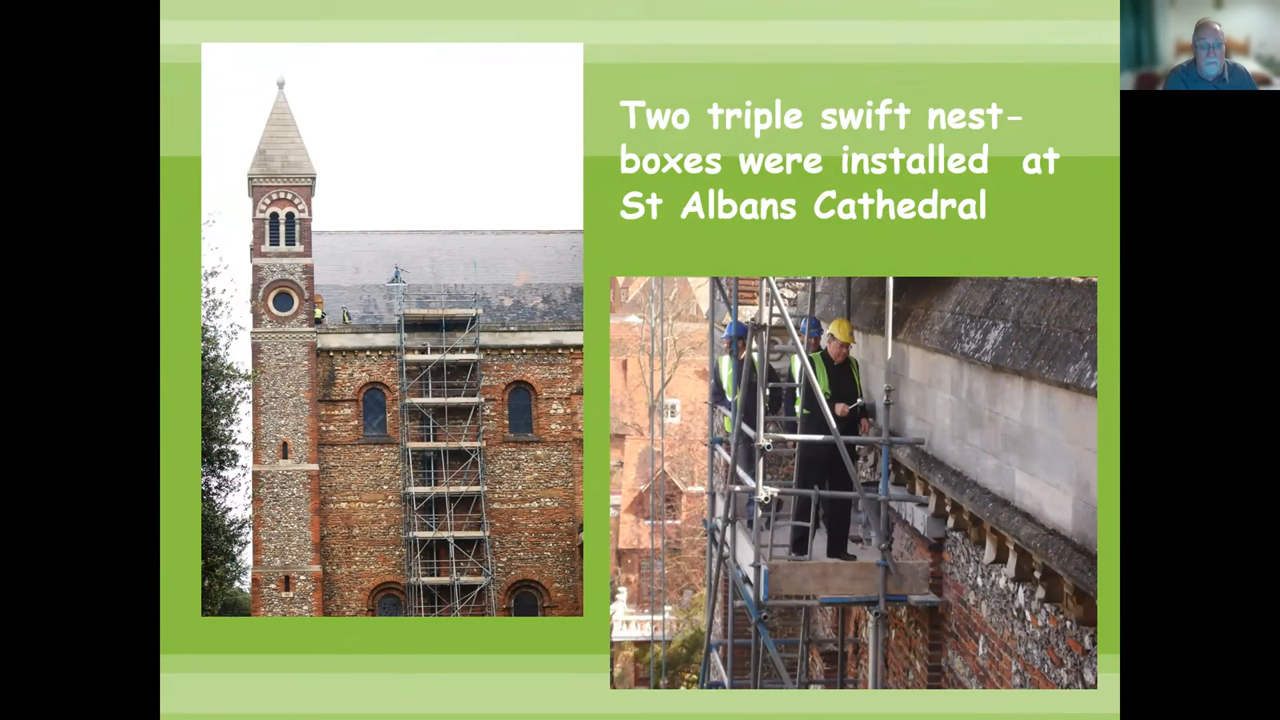 Two triple swift nest-
boxes were installed at
St Albans Cathedral